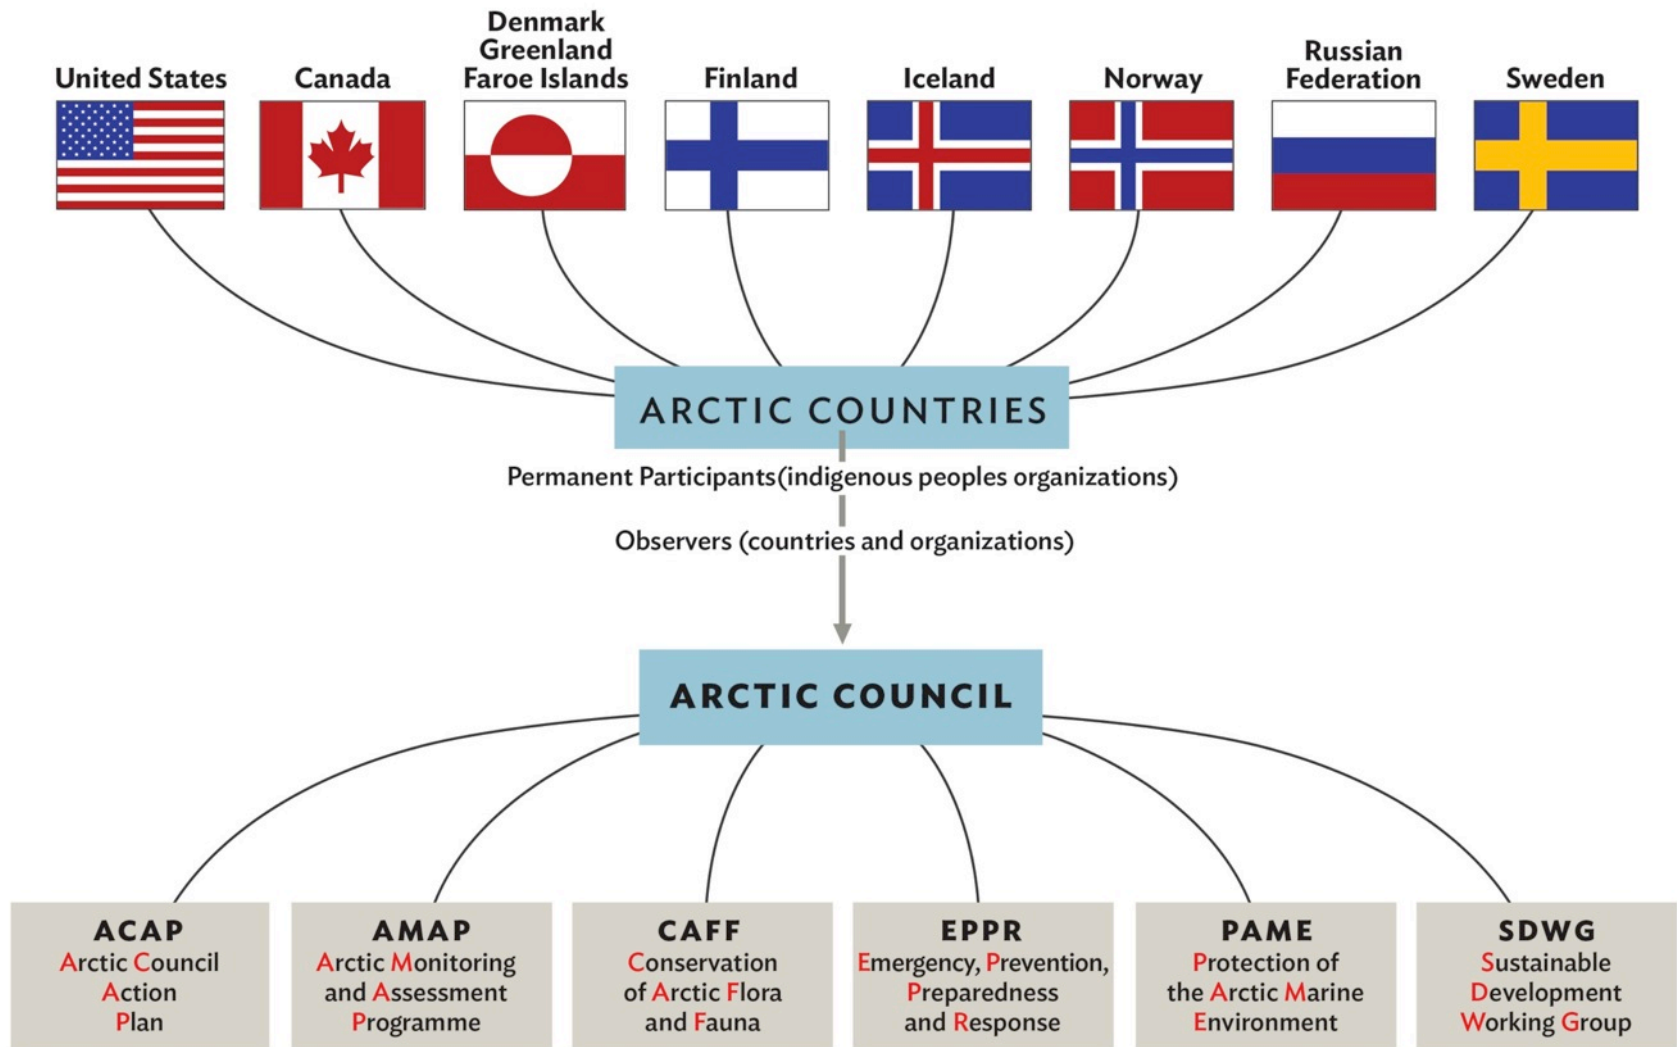 United States
Canada
Denmark
Greenland
Faroe Islands
Finland
Iceland
Norway
Russian
Federation
Sweden
ARCTIC COUNTRIES
Permanent Participants(indigenous peoples organizations)
Observers (countries and organizations)
ARCTIC COUNCIL
ACAP
Arctic Council
Action
Plan
AMAP
Arctic Monitoring
and Assessment
Programme
CAFF
Conservation
of Arctic Flora
and Fauna
EPPR
Emergency, Prevention,
Preparedness
and Response
PAME
Protection of
the Arctic Marine
Environment
SDWG
Sustainable
Development
Working Group